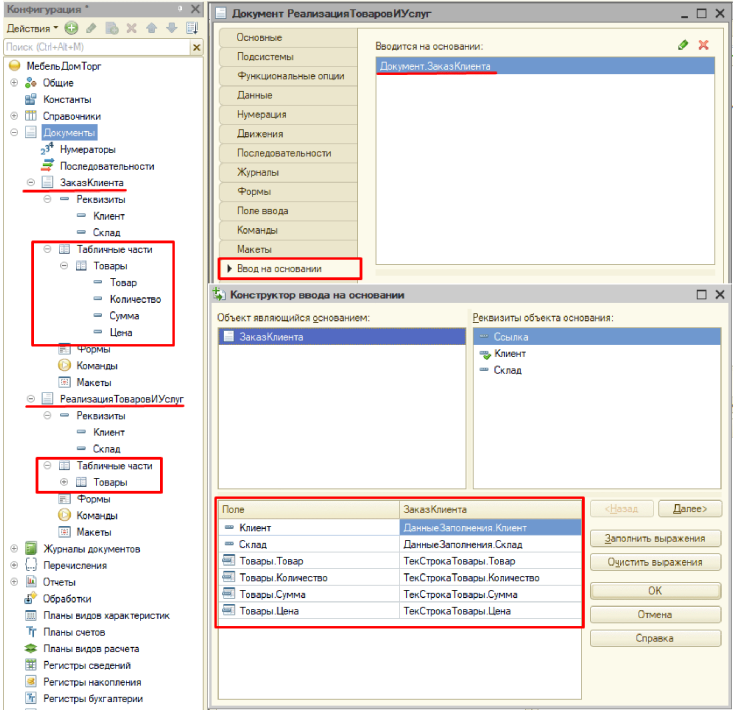 Конфигурация *
Действия
Поиск (Ctrl+Alt+M)
МебельДомТорг
Общие
Константы
Справочники
Документы
Нумераторы
Последовательности
ЗаказКлиента
Реквизиты
Клиент
Склад
Табличные части
Товары
Товар
Количество
Сумма
Цена
Формы
Команды
Макеты
РеализацияТоваровИУслуг
Реквизиты
Клиент
Склад
Табличные части
Товары
Формы
Команды
Макеты
Журналы документов
Перечисления
Отчеты
Обработки
Планы видов характеристик
Планы счетов
Планы видов расчета
Регистры сведений
Регистры накопления
Регистры бухгалтерии
Документ РеализацияТоваровИУслуг
Основные
Подсистемы
Функциональные опции
Данные
Нумерация
Движения
Последовательности
Журналы
Формы
Поле ввода
Команды
Макеты
Ввод на основании
Вводится на основании:
Документ.ЗаказКлиента
Конструктор ввода на основании
Объект являющийся основанием:
ЗаказКлиента
Реквизиты объекта основания:
Ссылка
Клиент
Склад
Поле ЗаказКлиента
Клиент ДанныеЗаполнения.Клиент
Склад ДанныеЗаполнения.Склад
Товары.Товар ТекСтрокаТовары.Товар
Товары.Количество ТекСтрокаТовары.Количество
Товары.Сумма ТекСтрокаТовары.Сумма
Товары.Цена ТекСтрокаТовары.Цена
<Назад Далее>
Заполнить выражения
Очистить выражения
ОК
Отмена
Справка